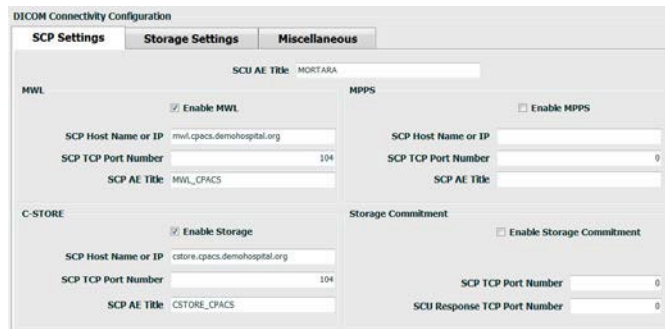 DICOM Connectivity Configuration
SCP Settings Storage Settings Miscellaneous
SCU AE Title MORTARA
MWL
Enable MWL
SCP Host Name or IP mwl.cpacs.demohospital.org
SCP TCP Port Number 104
SCP AE Title MWL_CPACS
MPPS
Enable MPPS
SCP Host Name or IP
SCP TCP Port Number 0
SCP AE Title
C-STORE
Enable Storage
SCP Host Name or IP cstore.cpacs.demohospital.org
SCP TCP Port Number 104
SCP AE Title CSTORE_CPACS
Storage Commitment
Enable Storage Commitment
SCP TCP Port Number 0
SCU Response TCP Port Number 0